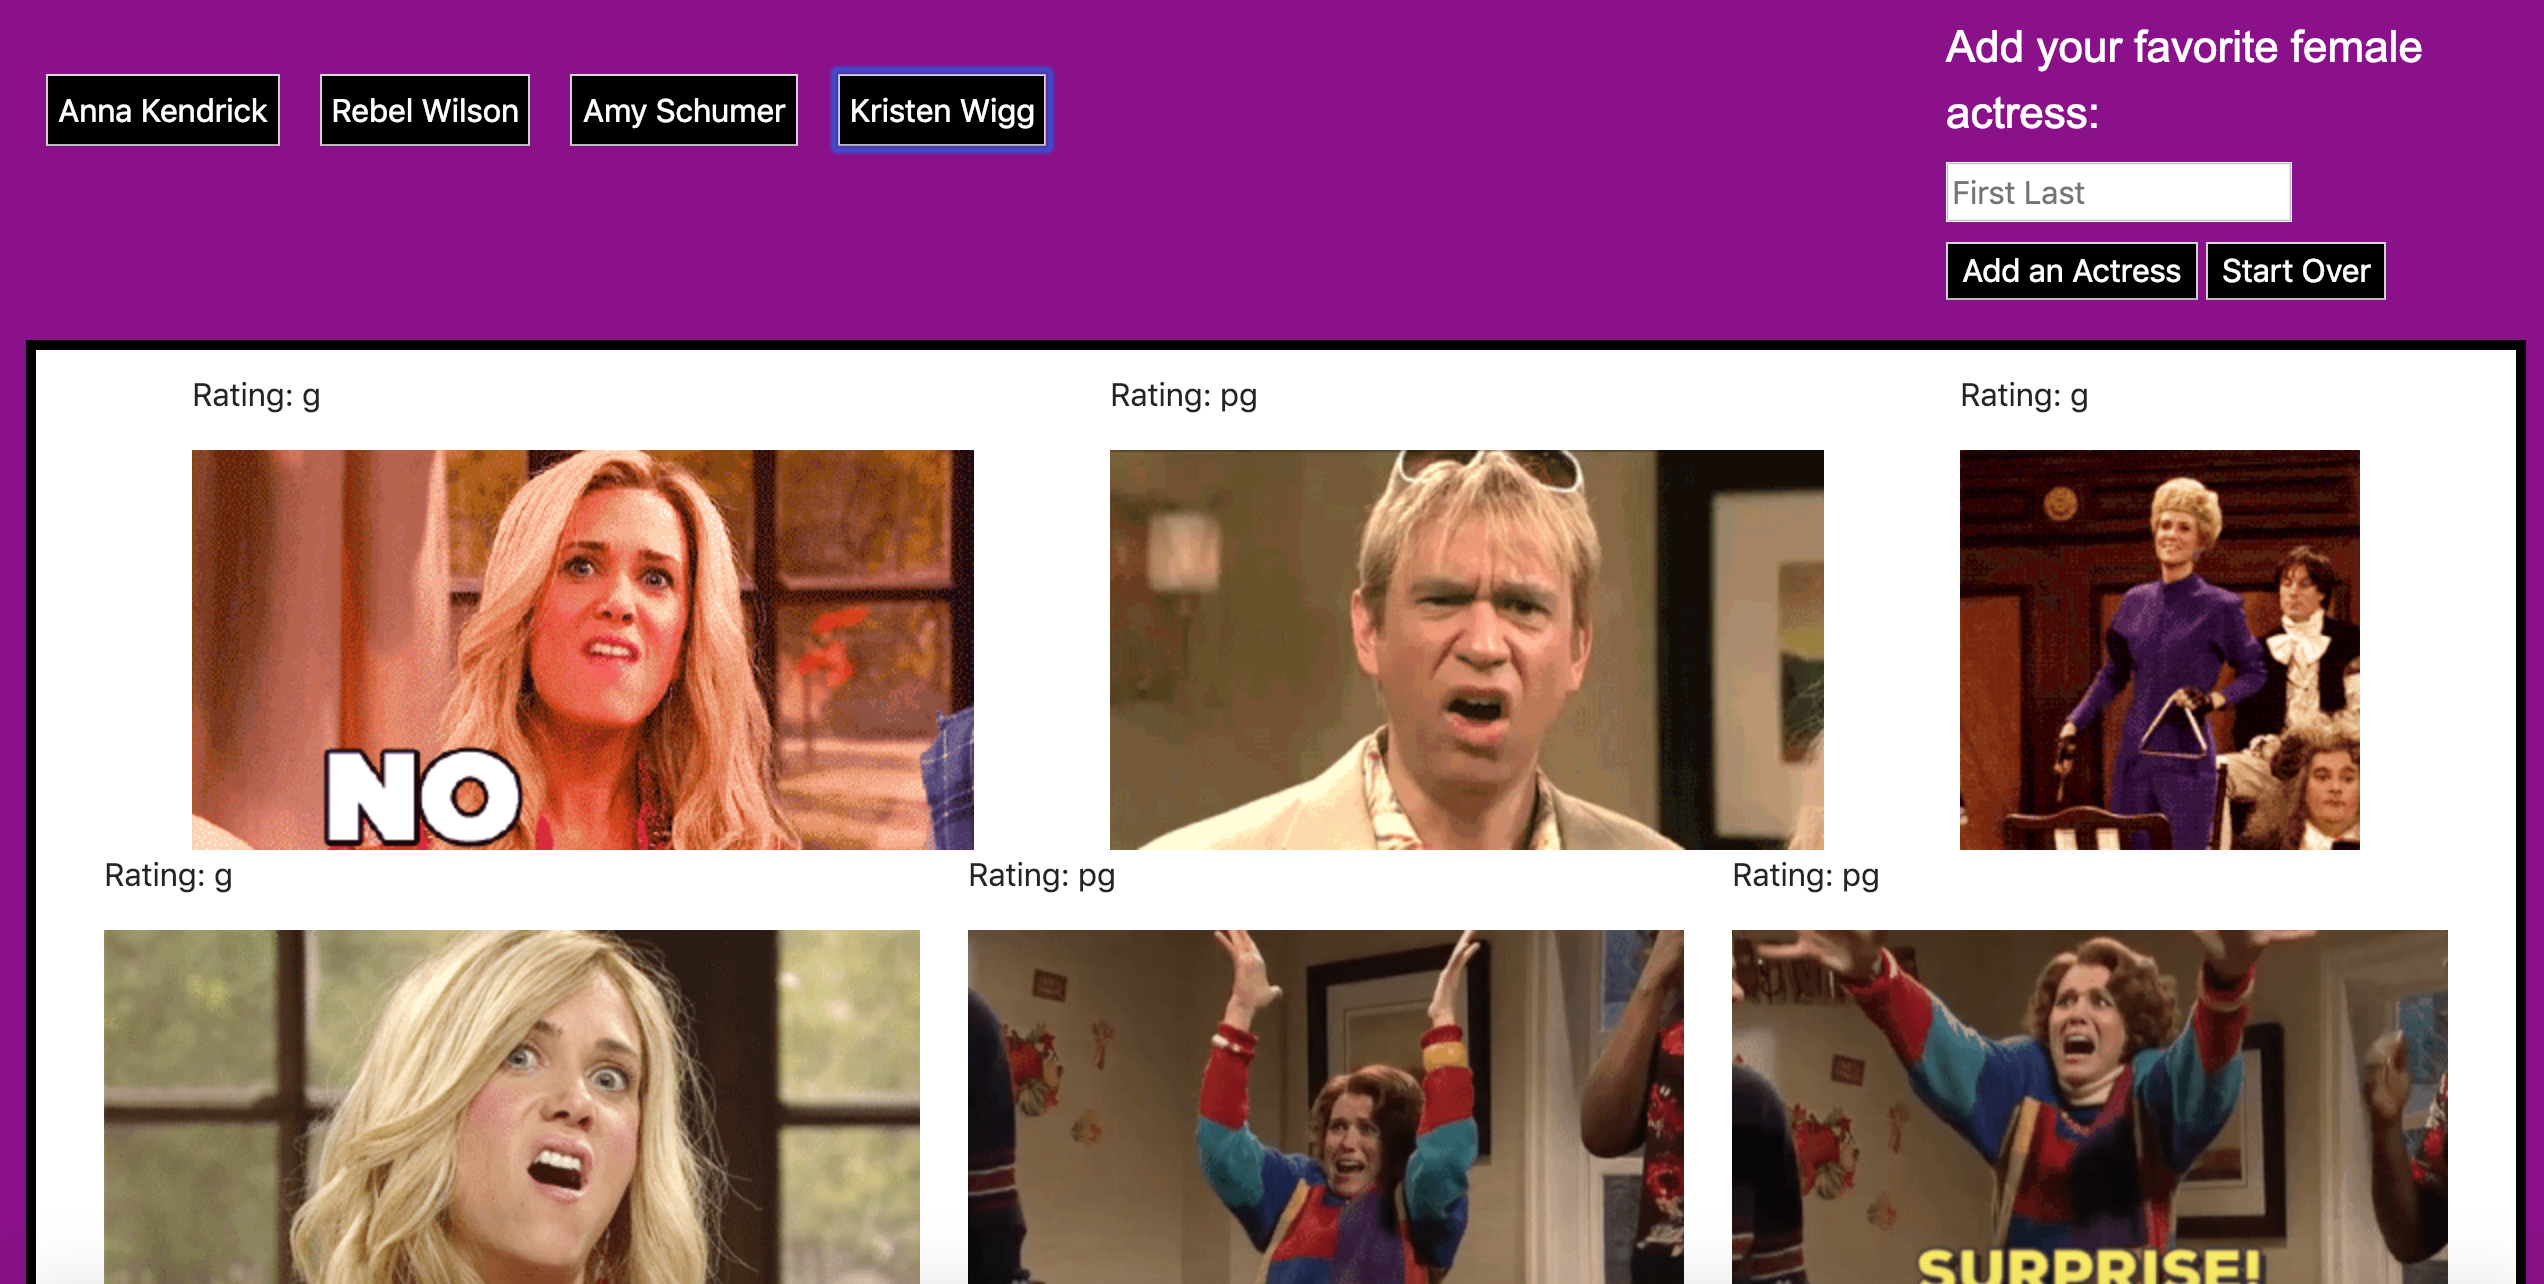 Anna Kendrick
Rebel Wilson
Amy Schumer
Kristen Wigg
Add your favorite female
actress:
First Last
Add an Actress
Start Over
Rating: g
Rating: pg
Rating: g
NO
Rating: g
Rating: pg
Rating: pg
SURPRISE!